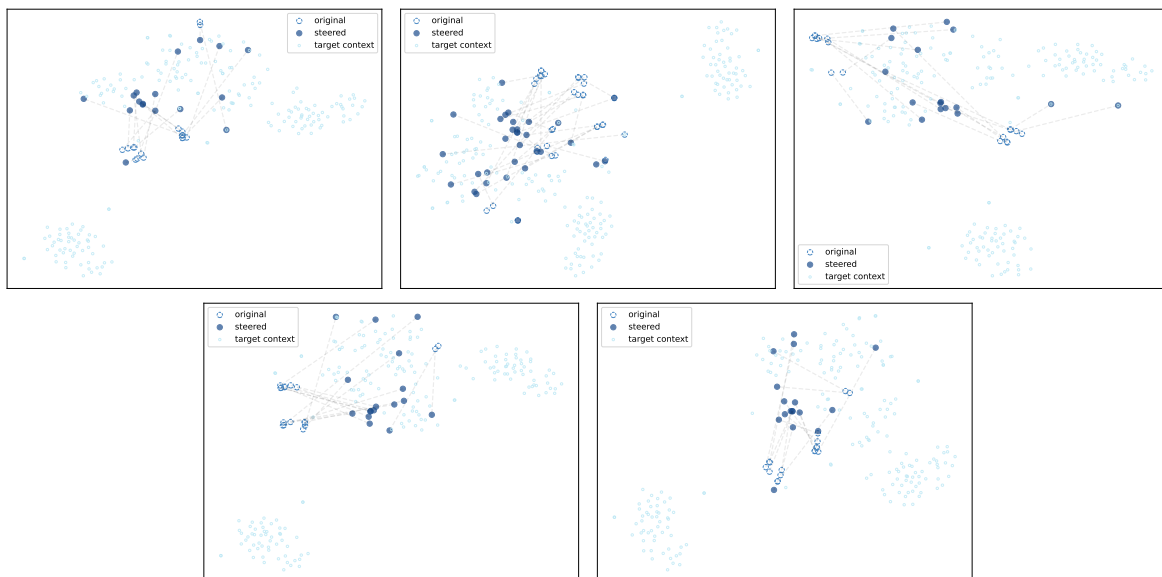 original
steered
target context
original
steered
target context
original
steered
target context
original
steered
target context
original
steered
target context